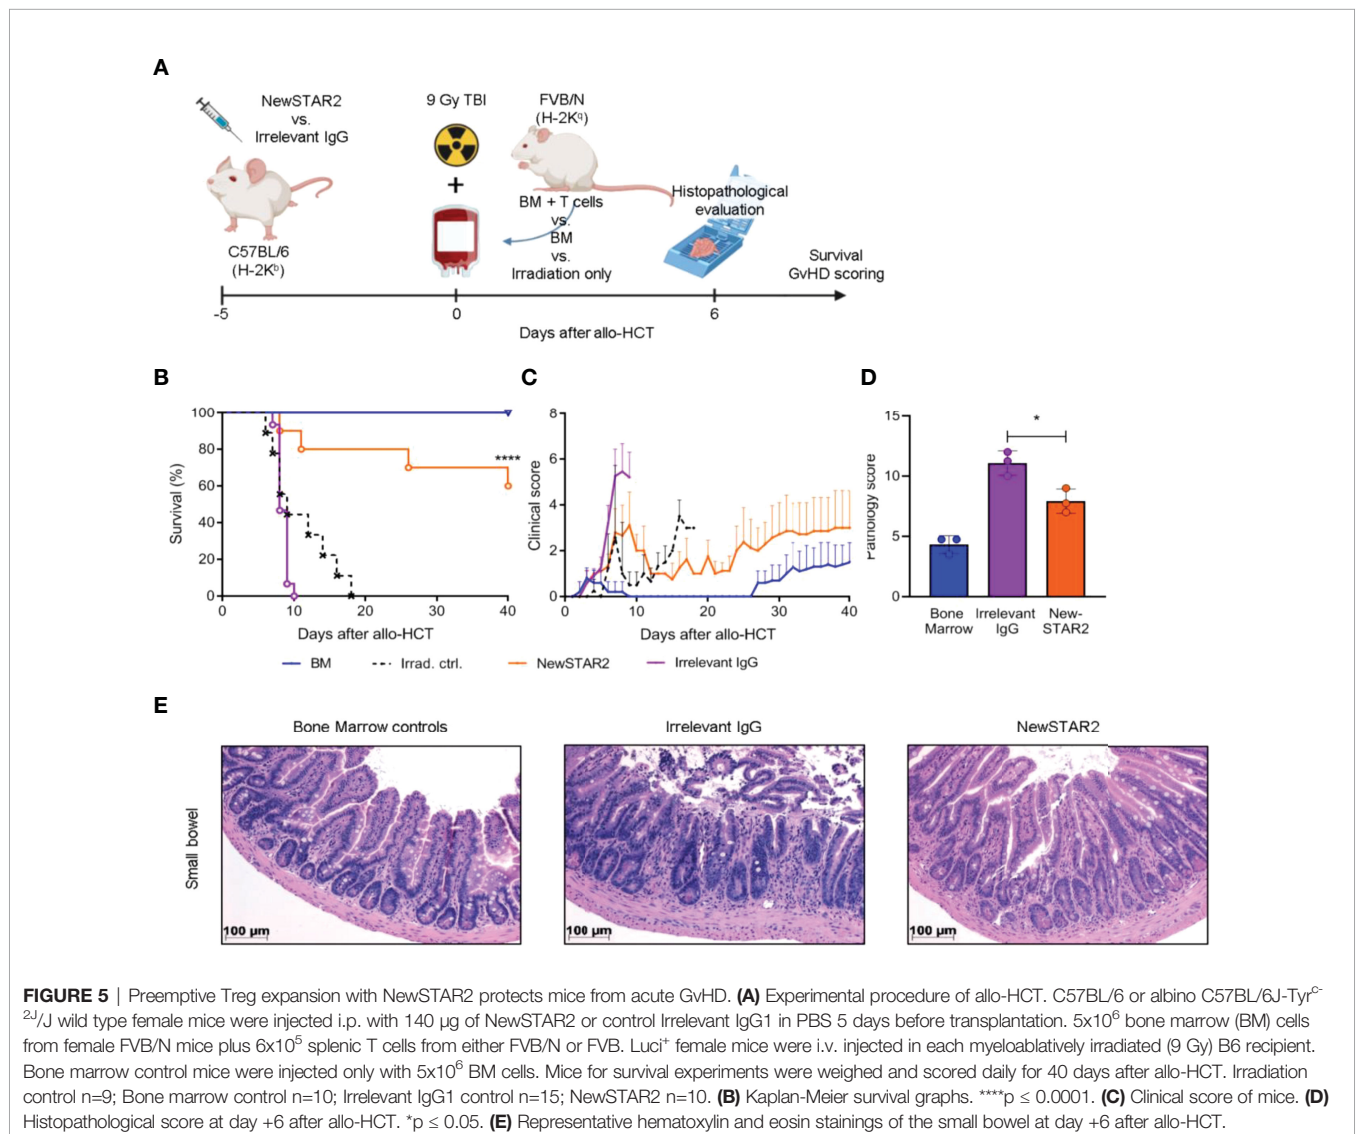 A
NewSTAR2
vs.
Irrelevant IgG
C57BL/6
(H-2Kᵇ)
9 Gy TBI
+
FVB/N
(H-2Kᑫ)
BM + T cells
vs.
BM
vs.
Irradiation only
Histopathological
evaluation
Survival
GvHD scoring
-5
0
6
Days after allo-HCT
B
100
80
60
40
20
0
Survival (%)
****
0
10
20
30
40
Days after allo-HCT
C
8
6
4
2
0
Clinical score
0
10
20
30
40
Days after allo-HCT
BM
Irrad. ctrl.
NewSTAR2
Irrelevant IgG
D
15
10
5
0
Pathology score
*
Bone
Marrow
Irrelevant
IgG
New-
STAR2
E
Bone Marrow controls
Irrelevant IgG
NewSTAR2
Small bowel
100 µm
100 µm
100 µm
FIGURE 5 | Preemptive Treg expansion with NewSTAR2 protects mice from acute GvHD. (A) Experimental procedure of allo-HCT. C57BL/6 or albino C57BL/6J-Tyrᶜ⁻
²ᴶ/J wild type female mice were injected i.p. with 140 µg of NewSTAR2 or control Irrelevant IgG1 in PBS 5 days before transplantation. 5x10⁶ bone marrow (BM) cells
from female FVB/N mice plus 6x10⁵ splenic T cells from either FVB/N or FVB. Luci⁺ female mice were i.v. injected in each myeloablatively irradiated (9 Gy) B6 recipient.
Bone marrow control mice were injected only with 5x10⁶ BM cells. Mice for survival experiments were weighed and scored daily for 40 days after allo-HCT. Irradiation
control n=9; Bone marrow control n=10; Irrelevant IgG1 control n=15; NewSTAR2 n=10. (B) Kaplan-Meier survival graphs. ****p ≤ 0.0001. (C) Clinical score of mice. (D)
Histopathological score at day +6 after allo-HCT. *p ≤ 0.05. (E) Representative hematoxylin and eosin stainings of the small bowel at day +6 after allo-HCT.